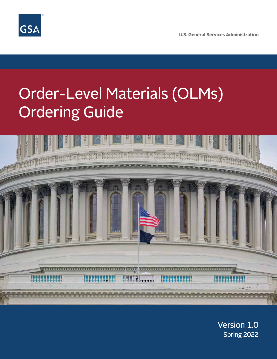 GSA
U.S. General Services Administration
Order-Level Materials (OLMs)
Ordering Guide
Version 1.0
Spring 2022